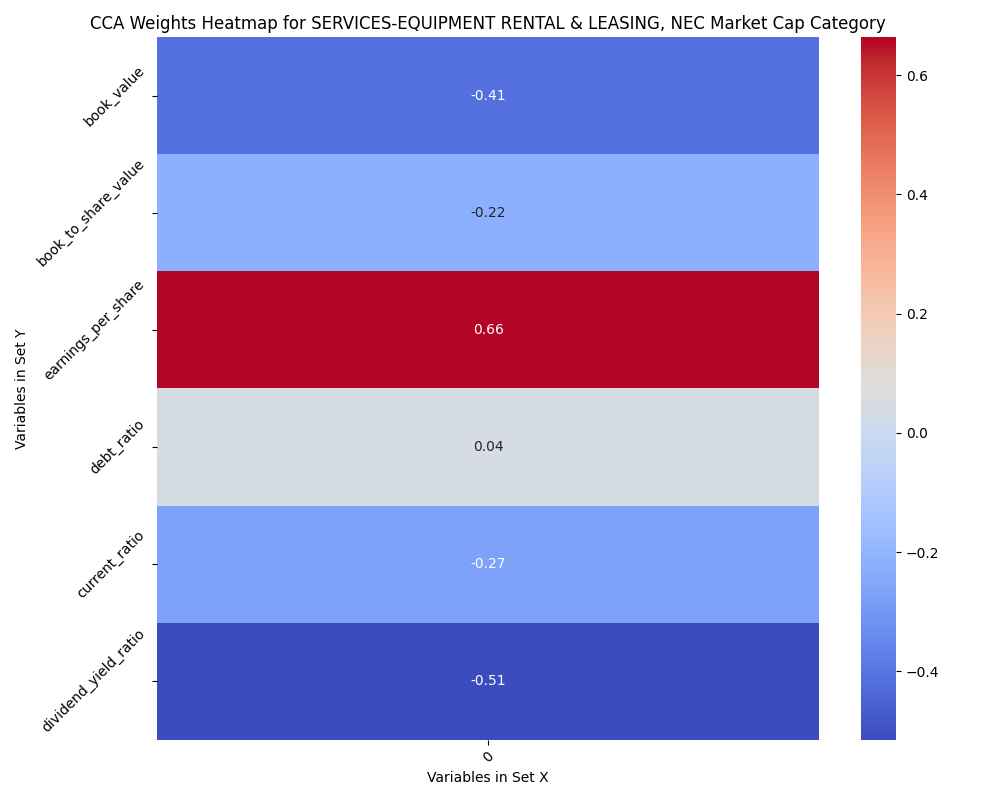 CCA Weights Heatmap for SERVICES-EQUIPMENT RENTAL & LEASING, NEC Market Cap Category
Variables in Set Y
book_value
-0.41
book_to_share_value
-0.22
earnings_per_share
0.66
debt_ratio
0.04
current_ratio
-0.27
dividend_yield_ratio
-0.51
0
Variables in Set X
0.6
0.4
0.2
0.0
−0.2
−0.4